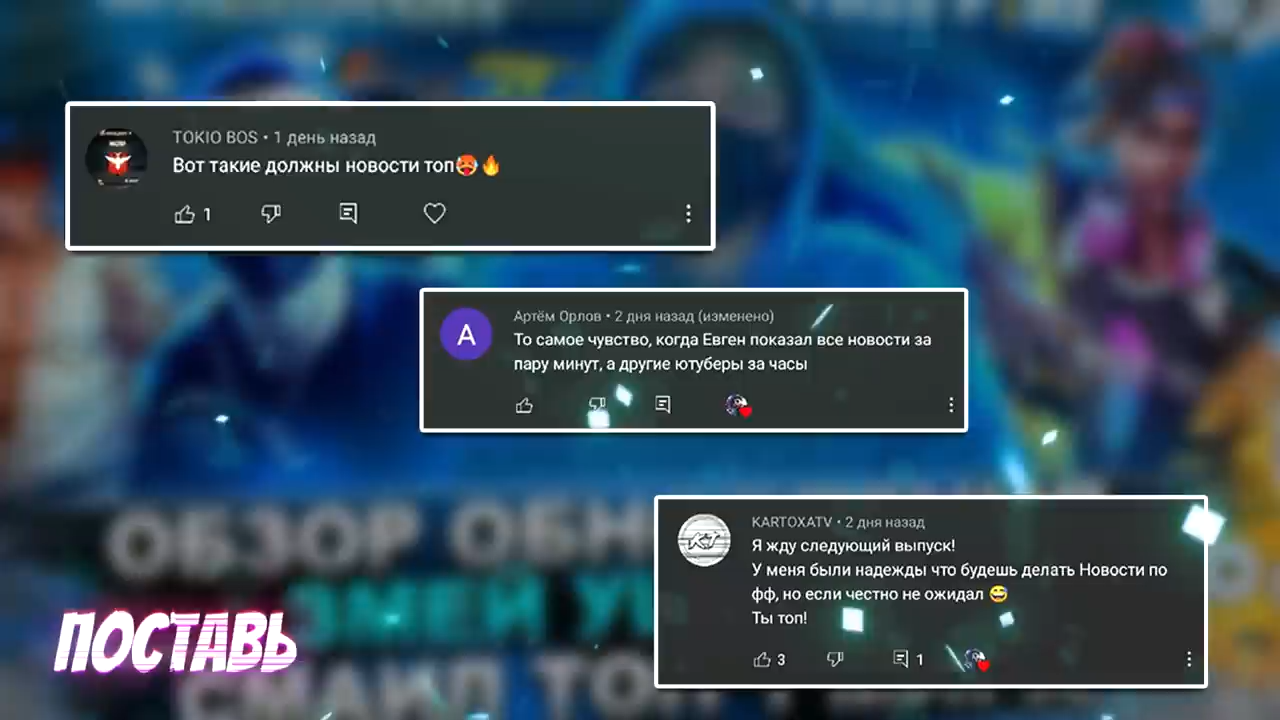 TOKIO BOS • 1 день назад
Вот такие должны новости топ🥵🔥
1
А
Артём Орлов • 2 дня назад (изменено)
То самое чувство, когда Евген показал все новости за
пару минут, а другие ютуберы за часы
KARTOXATV • 2 дня назад
Я жду следующий выпуск!
У меня были надежды что будешь делать Новости по
фф, но если честно не ожидал 😅
Ты топ!
3 1
KT
ОБЗОР ОБН
ЗМЕЙ
ПОСТАВЬ